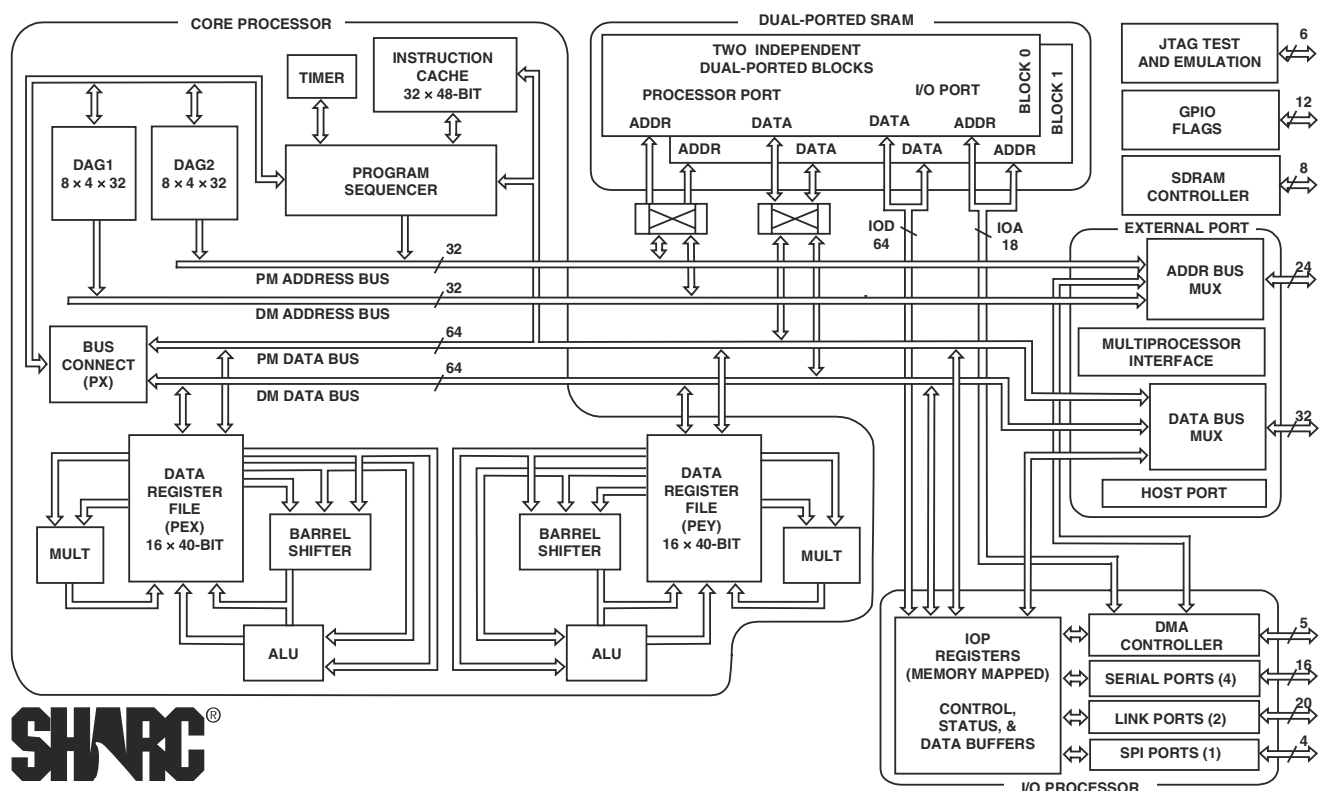 CORE PROCESSOR
TIMER
INSTRUCTION
CACHE
32 × 48-BIT
DAG1
8 × 4 × 32
DAG2
8 × 4 × 32
PROGRAM
SEQUENCER
DUAL-PORTED SRAM
TWO INDEPENDENT
DUAL-PORTED BLOCKS
PROCESSOR PORT
I/O PORT
BLOCK 0
BLOCK 1
ADDR
DATA
DATA
ADDR
ADDR
DATA
DATA
ADDR
IOD
64
IOA
18
JTAG TEST
AND EMULATION
6
GPIO
FLAGS
12
SDRAM
CONTROLLER
8
EXTERNAL PORT
ADDR BUS
MUX
24
MULTIPROCESSOR
INTERFACE
DATA BUS
MUX
32
HOST PORT
PM ADDRESS BUS
32
DM ADDRESS BUS
32
PM DATA BUS
64
DM DATA BUS
64
BUS
CONNECT
(PX)
MULT
DATA
REGISTER
FILE
(PEX)
16 × 40-BIT
BARREL
SHIFTER
ALU
BARREL
SHIFTER
DATA
REGISTER
FILE
(PEY)
16 × 40-BIT
MULT
ALU
IOP
REGISTERS
(MEMORY MAPPED)
CONTROL,
STATUS, &
DATA BUFFERS
DMA
CONTROLLER
5
SERIAL PORTS (4)
16
LINK PORTS (2)
20
SPI PORTS (1)
4
I/O PROCESSOR
SHARC®